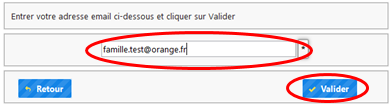 Entrer votre adresse email ci-dessous et cliquer sur Valider
famille.test@orange.fr *
Retour Valider